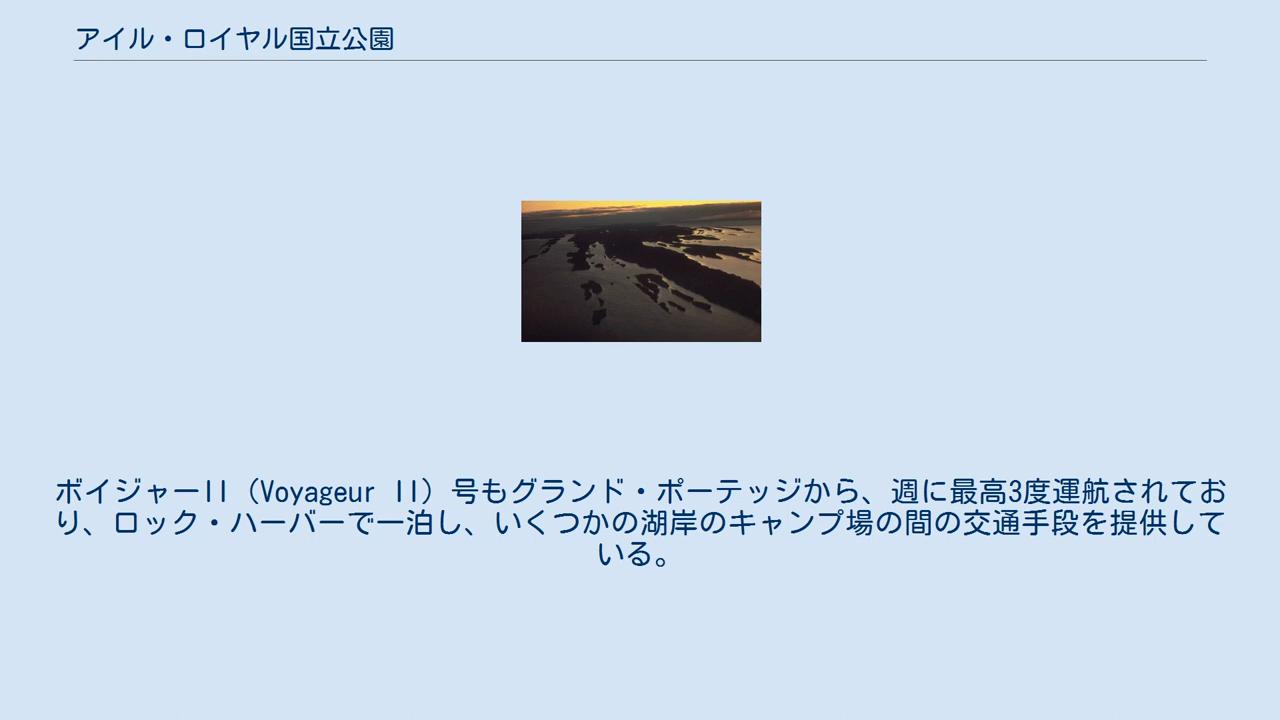 アイル・ロイヤル国立公園
ボイジャーII（Voyageur II）号もグランド・ポーテッジから、週に最高3度運航されてお
り、ロック・ハーバーで一泊し、いくつかの湖岸のキャンプ場の間の交通手段を提供して
いる。